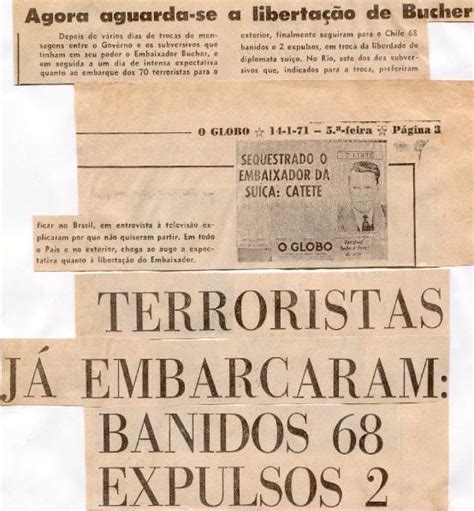 Agora aguarda-se a libertação de Bucher
Depois de vários dias de trocas de men-
sagens entre o Govêrno e os subversivos que
tinham em seu poder o Embaixador Bucher, e
em seguida a um dia de intensa expectativa
quanto ao embarque dos 70 terroristas para o
exterior, finalmente seguiram para o Chile 68
banidos e 2 expulsos, em troca da liberdade do
diplomata suíço. No Rio, sete dos dez subver-
sivos que, indicados para a troca, preferiram
O GLOBO ☆ 14-1-71 — 5.ª-feira ☆ Página 3
SEQUESTRADO O
EMBAIXADOR DA
SUÍCA: CATETE
O GLOBO
ficar no Brasil, em entrevista à televisão ex-
plicaram por que não quiseram partir. Em todo
o País e no exterior, chega ao auge a expec-
tativa quanto à libertação do Embaixador.
TERRORISTAS
JÁ EMBARCARAM:
BANIDOS 68
EXPULSOS 2